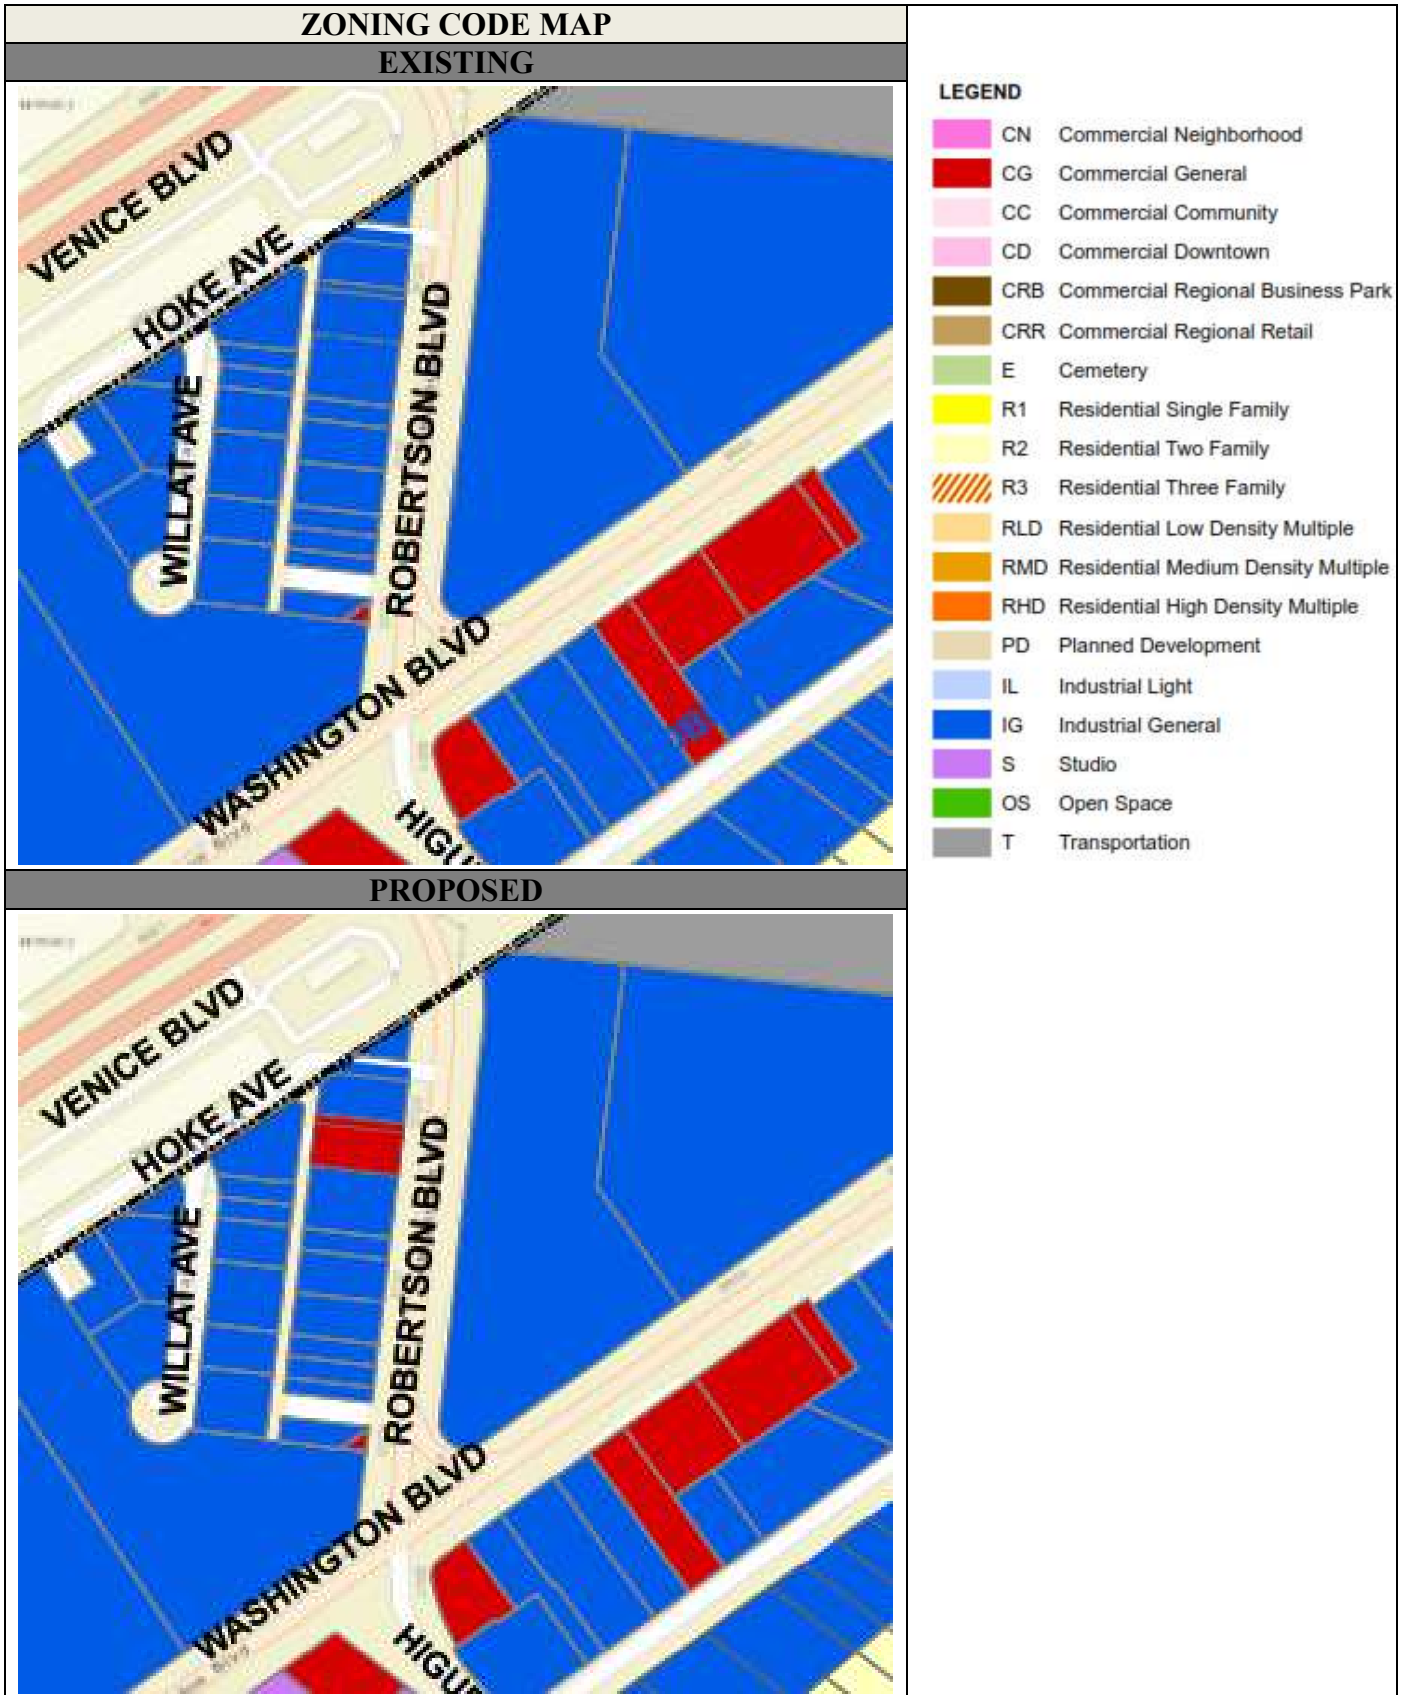 ZONING CODE MAP
EXISTING
VENICE BLVD
HOKE AVE
WILLAT AVE
ROBERTSON BLVD
WASHINGTON BLVD
HIGU
LEGEND
CN Commercial Neighborhood
CG Commercial General
CC Commercial Community
CD Commercial Downtown
CRB Commercial Regional Business Park
CRR Commercial Regional Retail
E Cemetery
R1 Residential Single Family
R2 Residential Two Family
R3 Residential Three Family
RLD Residential Low Density Multiple
RMD Residential Medium Density Multiple
RHD Residential High Density Multiple
PD Planned Development
IL Industrial Light
IG Industrial General
S Studio
OS Open Space
T Transportation
PROPOSED
VENICE BLVD
HOKE AVE
WILLAT AVE
ROBERTSON BLVD
WASHINGTON BLVD
HIGU